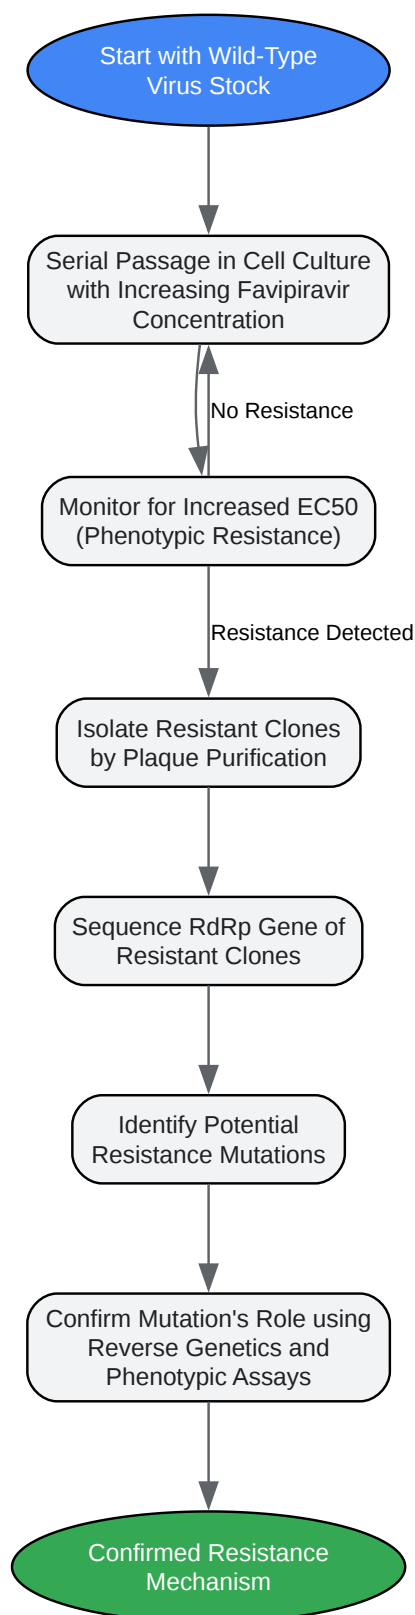 Start with Wild-Type
Virus Stock
Serial Passage in Cell Culture
with Increasing Favipiravir
Concentration
No Resistance
Monitor for Increased EC50
(Phenotypic Resistance)
Resistance Detected
Isolate Resistant Clones
by Plaque Purification
Sequence RdRp Gene of
Resistant Clones
Identify Potential
Resistance Mutations
Confirm Mutation's Role using
Reverse Genetics and
Phenotypic Assays
Confirmed Resistance
Mechanism